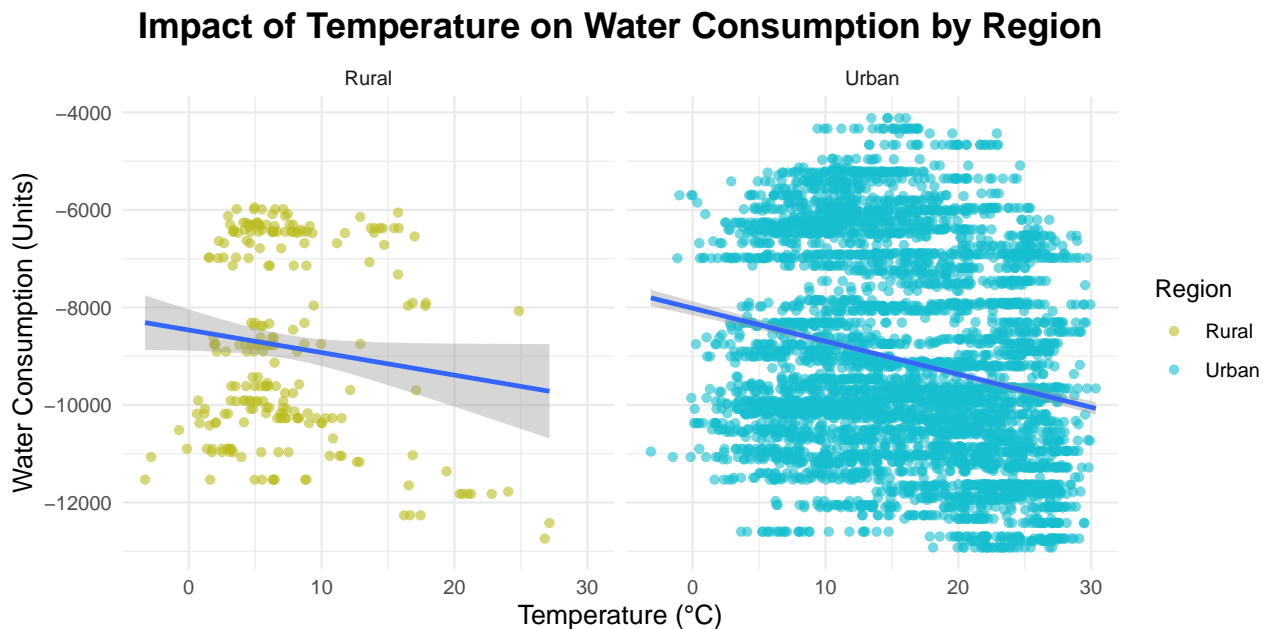 Impact of Temperature on Water Consumption by Region
Rural
Urban
Water Consumption (Units)
−4000
−6000
−8000
−10000
−12000
0
10
20
30
0
10
20
30
Temperature (°C)
Region
Rural
Urban